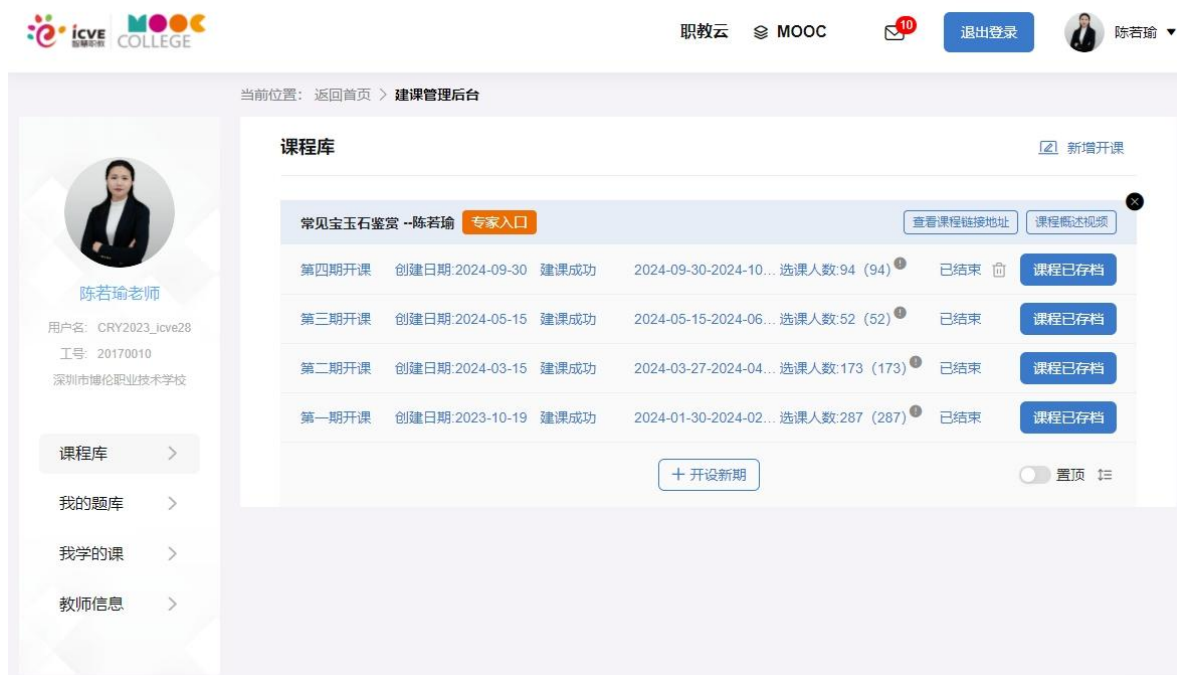 icve
智慧职教
MOOC
COLLEGE
职教云 MOOC 10 退出登录 陈若瑜 ▼
当前位置: 返回首页 > 建课管理后台
陈若瑜老师
用户名: CRY2023_icve28
工号: 20170010
深圳市博伦职业技术学校
课程库 >
我的题库 >
我学的课 >
教师信息 >
课程库 新增开课
常见宝玉石鉴赏 --陈若瑜 专家入口 查看课程链接地址 课程概述视频
第四期开课 创建日期:2024-09-30 建课成功 2024-09-30-2024-10... 选课人数:94 (94) 已结束 课程已存档
第三期开课 创建日期:2024-05-15 建课成功 2024-05-15-2024-06... 选课人数:52 (52) 已结束 课程已存档
第二期开课 创建日期:2024-03-15 建课成功 2024-03-27-2024-04... 选课人数:173 (173) 已结束 课程已存档
第一期开课 创建日期:2023-10-19 建课成功 2024-01-30-2024-02... 选课人数:287 (287) 已结束 课程已存档
+ 开设新期 置顶